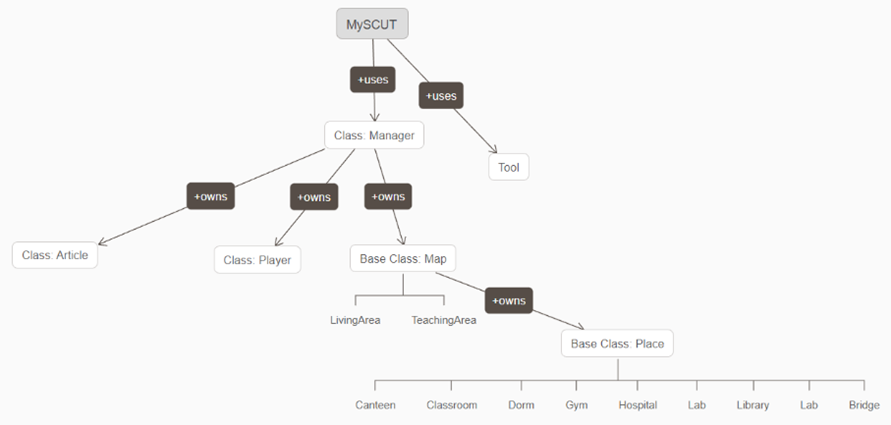 MySCUT
+uses
+uses
Class: Manager
Tool
+owns
+owns
+owns
Class: Article
Class: Player
Base Class: Map
+owns
LivingArea
TeachingArea
Base Class: Place
Canteen
Classroom
Dorm
Gym
Hospital
Lab
Library
Lab
Bridge